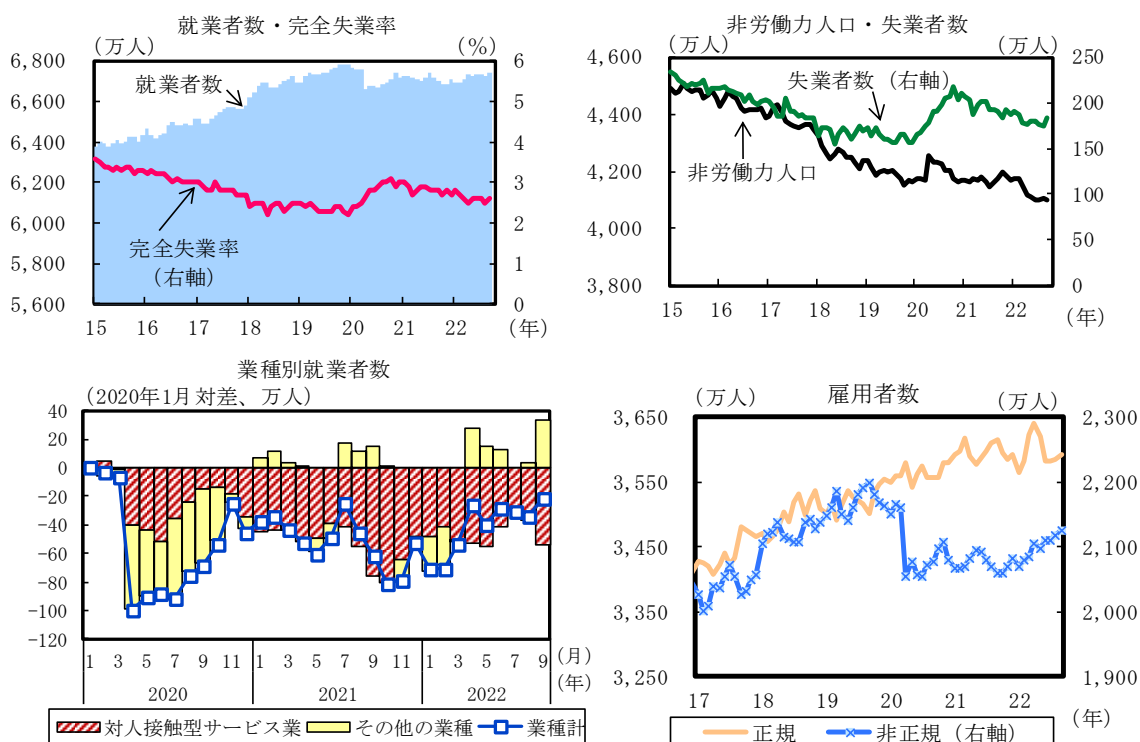 就業者数・完全失業率
（万人）
（%）
6,800
6,600
6,400
6,200
6,000
5,800
5,600
6
5
4
3
2
1
0
就業者数
完全失業率
（右軸）
15 16 17 18 19 20 21 22
（年）
非労働力人口・失業者数
（万人）
（万人）
4,600
4,400
4,200
4,000
3,800
250
200
150
100
50
0
失業者数（右軸）
非労働力人口
15 16 17 18 19 20 21 22
（年）
業種別就業者数
（2020年1月対差、万人）
40
20
0
-20
-40
-60
-80
-100
-120
1 3 5 7 9 11 1 3 5 7 9 11 1 3 5 7 9
（月）
2020 2021 2022
（年）
対人接触型サービス業 その他の業種 業種計
雇用者数
（万人）
（万人）
3,650
3,550
3,450
3,350
3,250
2,300
2,200
2,100
2,000
1,900
17 18 19 20 21 22
（年）
正規 非正規（右軸）